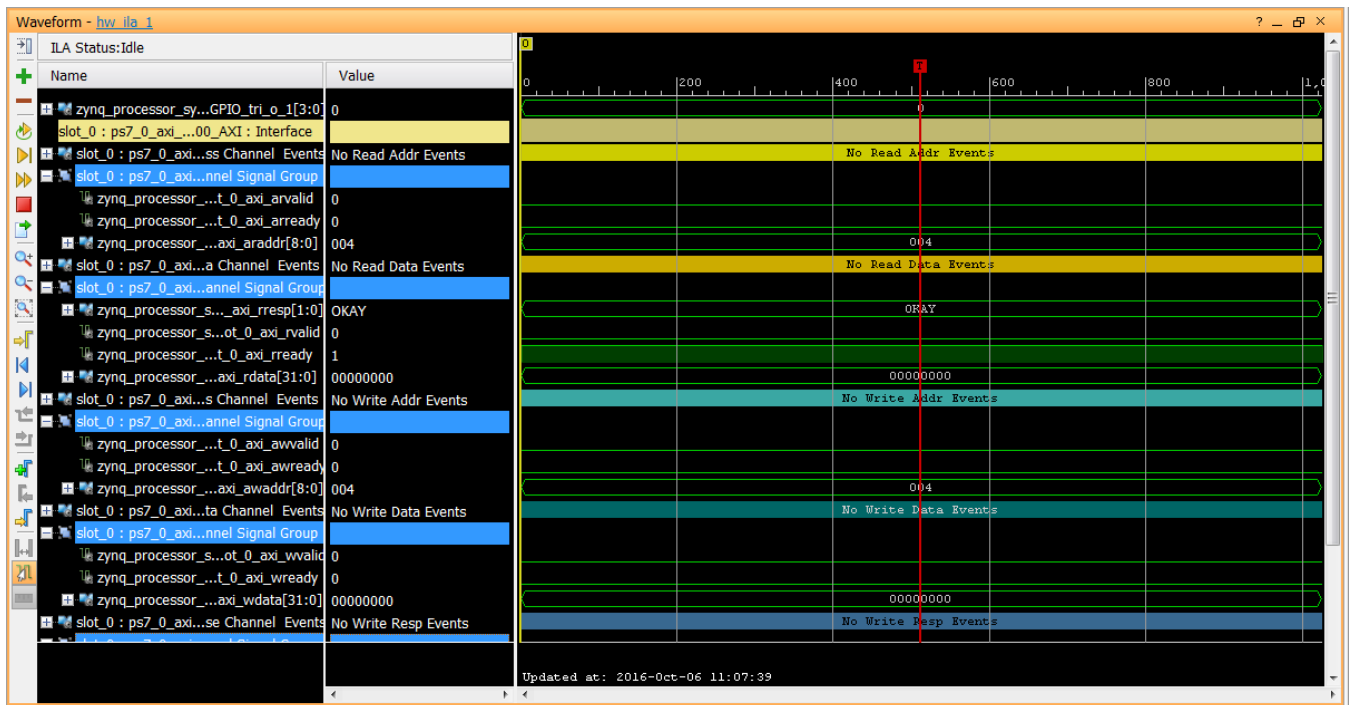 Waveform - hw_ila_1 ? _ ×
ILA Status:Idle 0
Name Value T
0 200 400 600 800 1,0
zynq_processor_sy...GPIO_tri_o_1[3:0] 0 0
slot_0 : ps7_0_axi_...00_AXI : Interface
slot_0 : ps7_0_axi...ss Channel Events No Read Addr Events No Read Addr Events
slot_0 : ps7_0_axi...nnel Signal Group
zynq_processor_...t_0_axi_arvalid 0
zynq_processor_...t_0_axi_arready 0
zynq_processor_...axi_araddr[8:0] 004 004
slot_0 : ps7_0_axi...a Channel Events No Read Data Events No Read Data Events
slot_0 : ps7_0_axi...annel Signal Group
zynq_processor_s..._axi_rresp[1:0] OKAY OKAY
zynq_processor_s...ot_0_axi_rvalid 0
zynq_processor_...t_0_axi_rready 1
zynq_processor_...axi_rdata[31:0] 00000000 00000000
slot_0 : ps7_0_axi...s Channel Events No Write Addr Events No Write Addr Events
slot_0 : ps7_0_axi...annel Signal Group
zynq_processor_...t_0_axi_awvalid 0
zynq_processor_...t_0_axi_awready 0
zynq_processor_...axi_awaddr[8:0] 004 004
slot_0 : ps7_0_axi...ta Channel Events No Write Data Events No Write Data Events
slot_0 : ps7_0_axi...nnel Signal Group
zynq_processor_s...ot_0_axi_wvalid 0
zynq_processor_...t_0_axi_wready 0
zynq_processor_...axi_wdata[31:0] 00000000 00000000
slot_0 : ps7_0_axi...se Channel Events No Write Resp Events No Write Resp Events
Updated at: 2016-Oct-06 11:07:39